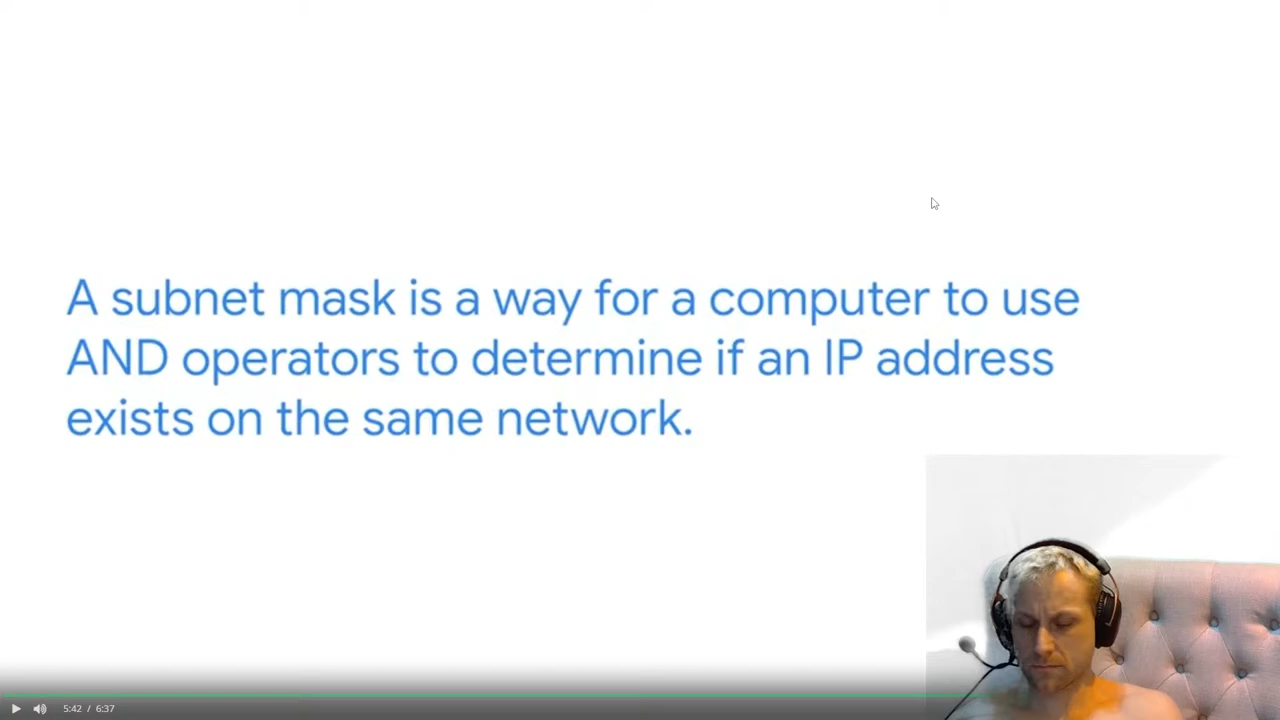 A subnet mask is a way for a computer to use
AND operators to determine if an IP address
exists on the same network.
5:42 / 6:37